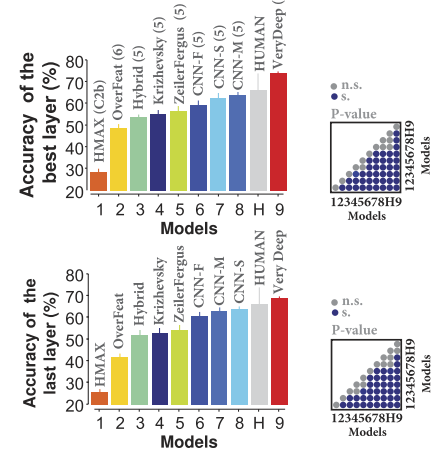 Accuracy of the
best layer (%)
80
70
60
50
40
30
20
HMAX (C2b)
OverFeat (6)
Hybrid (5)
Krizhevsky (5)
ZeilerFergus (5)
CNN-F (5)
CNN-S (5)
CNN-M (5)
HUMAN
VeryDeep (
1 2 3 4 5 6 7 8 H 9
Models
n.s.
s.
P-value
12345678H9
Models
12345678H9
Models
Accuracy of the
last layer (%)
80
70
60
50
40
30
20
HMAX
OverFeat
Hybrid
Krizhevsky
ZeilerFergus
CNN-F
CNN-M
CNN-S
HUMAN
Very Deep
1 2 3 4 5 6 7 8 H 9
Models
n.s.
s.
P-value
12345678H9
Models
12345678H9
Models